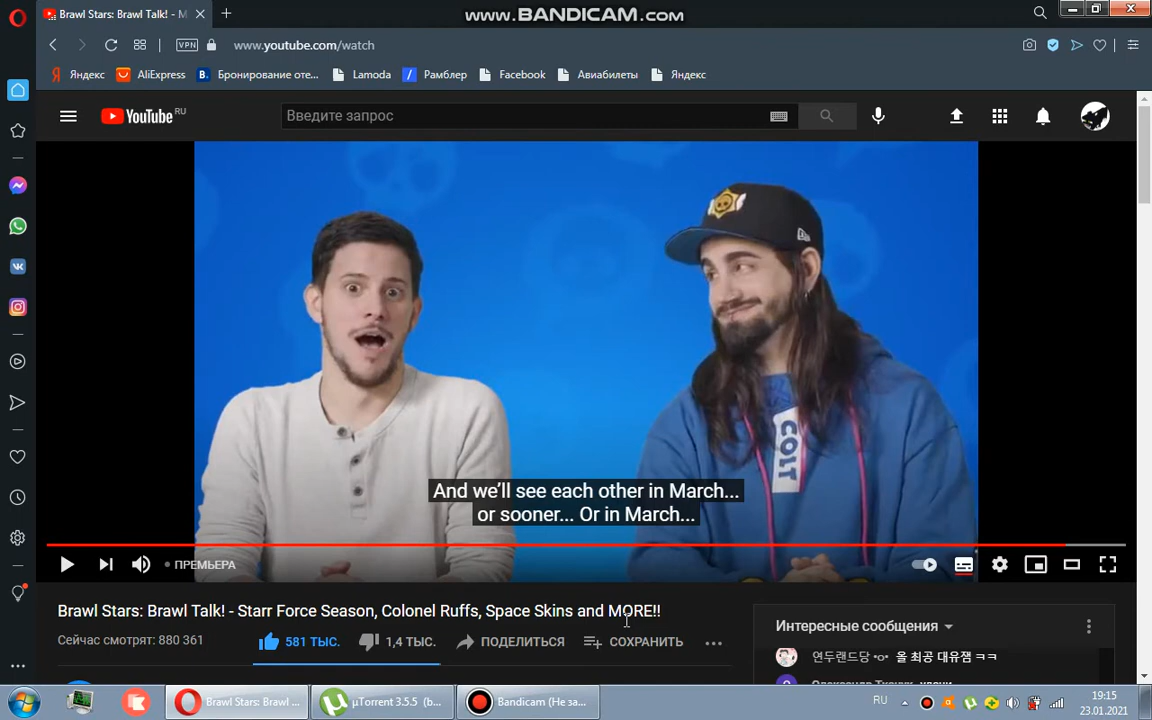 Brawl Stars: Brawl Talk! - M
www.BANDICAM.com
VPN
www.youtube.com/watch
Я Яндекс
AliExpress
B. Бронирование оте...
Lamoda
/ Рамблер
Facebook
Авиабилеты
Яндекс
YouTube RU
Введите запрос
COLT
And we'll see each other in March...
or sooner... Or in March...
ПРЕМЬЕРА
Brawl Stars: Brawl Talk! - Starr Force Season, Colonel Ruffs, Space Skins and MORE!!
Сейчас смотрят: 880 361
581 ТЫС.
1,4 ТЫС.
ПОДЕЛИТЬСЯ
СОХРАНИТЬ
Интересные сообщения
연두랜드당 •о• 올 최공 대유잼 ㅋㅋ
Brawl Stars: Brawl ...
µTorrent 3.5.5 (b...
Bandicam (Не за...
RU
19:15
23.01.2021